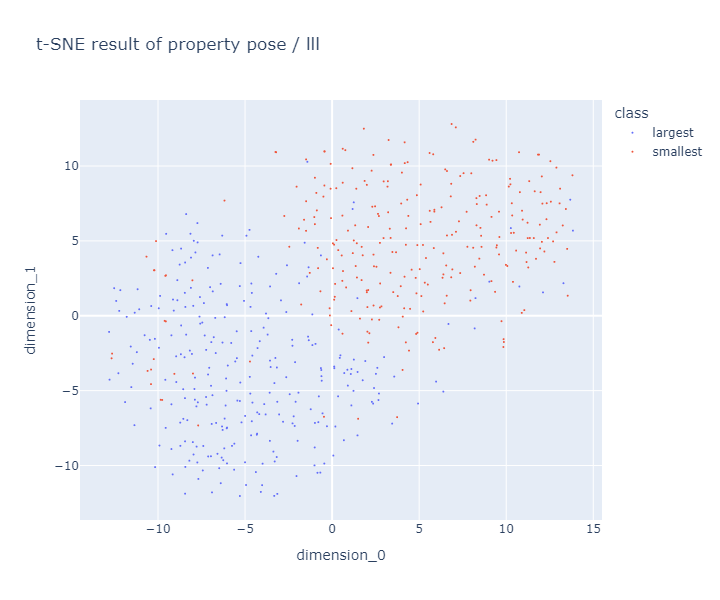 t-SNE result of property pose / lll
class
largest
smallest
dimension_1
10
5
0
−5
−10
−10
−5
0
5
10
15
dimension_0